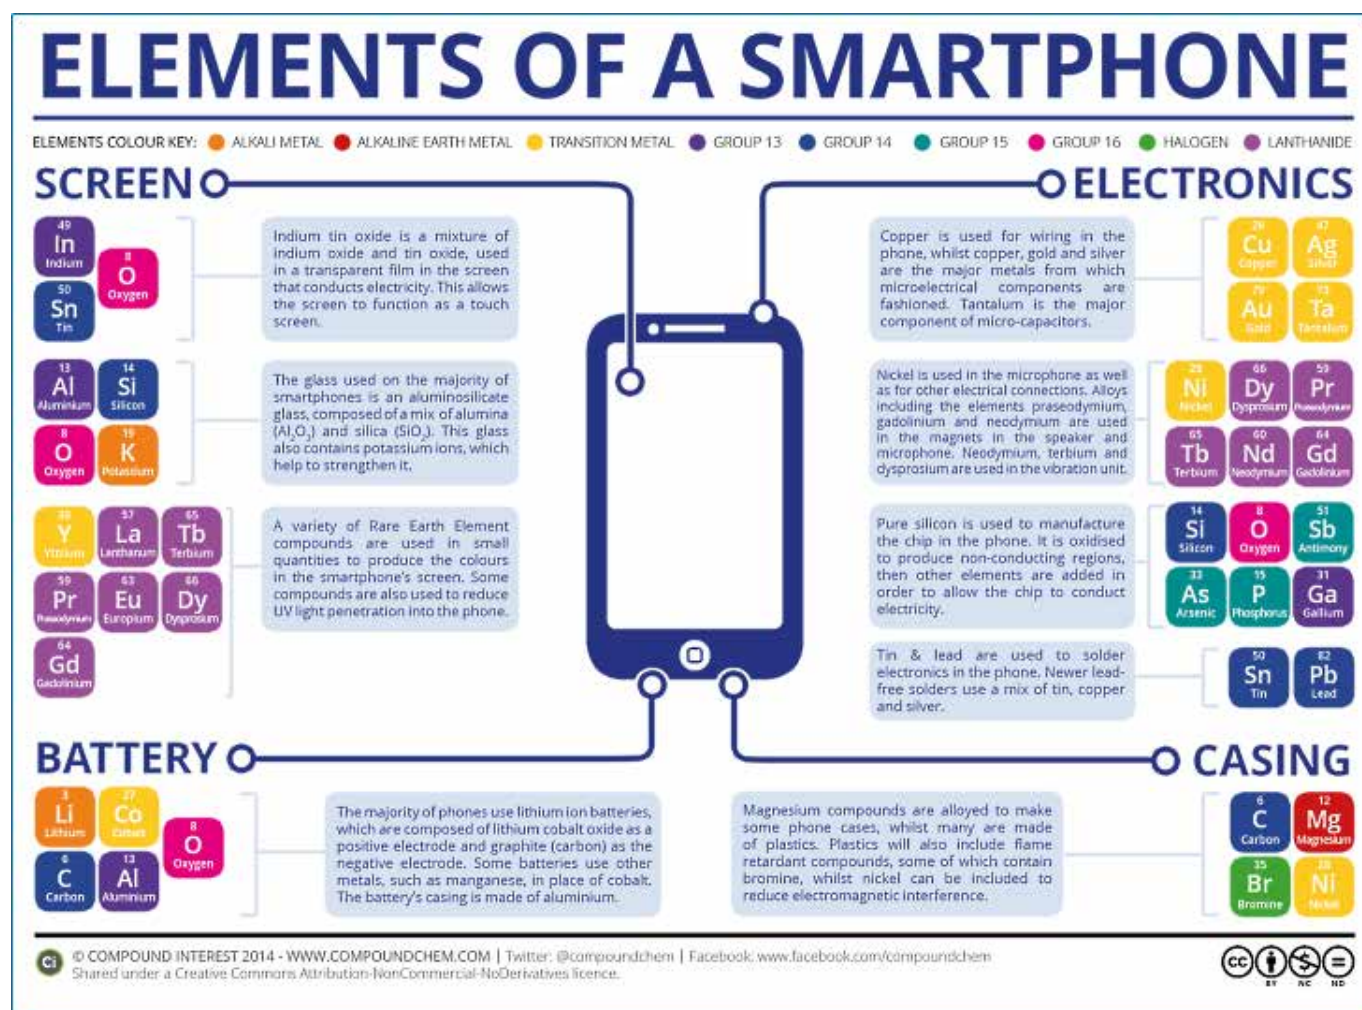 ELEMENTS OF A SMARTPHONE
ELEMENTS COLOUR KEY: ALKALI METAL ALKALINE EARTH METAL TRANSITION METAL GROUP 13 GROUP 14 GROUP 15 GROUP 16 HALOGEN LANTHANIDE
SCREEN
49
In
Indium
8
O
Oxygen
50
Sn
Tin
Indium tin oxide is a mixture of
indium oxide and tin oxide, used
in a transparent film in the screen
that conducts electricity. This allows
the screen to function as a touch
screen.
13
Al
Aluminium
14
Si
Silicon
8
O
Oxygen
19
K
Potassium
The glass used on the majority of
smartphones is an aluminosilicate
glass, composed of a mix of alumina
(Al₂O₃) and silica (SiO₂). This glass
also contains potassium ions, which
help to strengthen it.
39
Y
Yttrium
57
La
Lanthanum
65
Tb
Terbium
59
Pr
Praseodymium
63
Eu
Europium
66
Dy
Dysprosium
64
Gd
Gadolinium
A variety of Rare Earth Element
compounds are used in small
quantities to produce the colours
in the smartphone's screen. Some
compounds are also used to reduce
UV light penetration into the phone.
ELECTRONICS
Copper is used for wiring in the
phone, whilst copper, gold and silver
are the major metals from which
microelectrical components are
fashioned. Tantalum is the major
component of micro-capacitors.
29
Cu
Copper
47
Ag
Silver
79
Au
Gold
73
Ta
Tantalum
Nickel is used in the microphone as well
as for other electrical connections. Alloys
including the elements praseodymium,
gadolinium and neodymium are used
in the magnets in the speaker and
microphone. Neodymium, terbium and
dysprosium are used in the vibration unit.
28
Ni
Nickel
66
Dy
Dysprosium
59
Pr
Praseodymium
65
Tb
Terbium
60
Nd
Neodymium
64
Gd
Gadolinium
Pure silicon is used to manufacture
the chip in the phone. It is oxidised
to produce non-conducting regions,
then other elements are added in
order to allow the chip to conduct
electricity.
14
Si
Silicon
8
O
Oxygen
51
Sb
Antimony
33
As
Arsenic
15
P
Phosphorus
31
Ga
Gallium
Tin & lead are used to solder
electronics in the phone. Newer lead-
free solders use a mix of tin, copper
and silver.
50
Sn
Tin
82
Pb
Lead
BATTERY
3
Li
Lithium
27
Co
Cobalt
8
O
Oxygen
6
C
Carbon
13
Al
Aluminium
The majority of phones use lithium ion batteries,
which are composed of lithium cobalt oxide as a
positive electrode and graphite (carbon) as the
negative electrode. Some batteries use other
metals, such as manganese, in place of cobalt.
The battery's casing is made of aluminium.
CASING
Magnesium compounds are alloyed to make
some phone cases, whilst many are made
of plastics. Plastics will also include flame
retardant compounds, some of which contain
bromine, whilst nickel can be included to
reduce electromagnetic interference.
6
C
Carbon
12
Mg
Magnesium
35
Br
Bromine
28
Ni
Nickel
Ci
© COMPOUND INTEREST 2014 - WWW.COMPOUNDCHEM.COM | Twitter: @compoundchem | Facebook: www.facebook.com/compoundchem
Shared under a Creative Commons Attribution-NonCommercial-NoDerivatives licence.
cc
BY NC ND